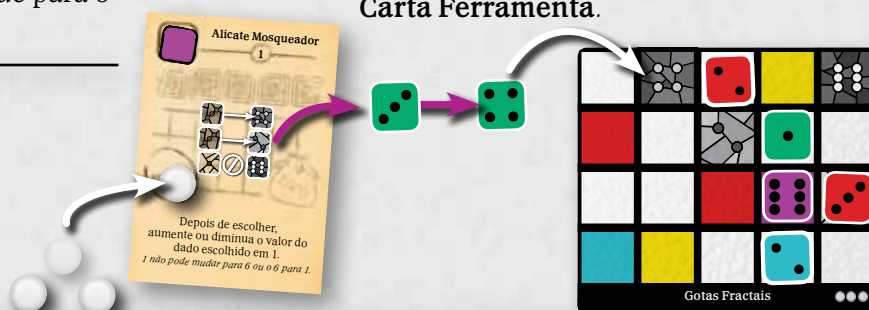 para o
Carta Ferramenta.
Alicate Mosqueador
1
Depois de escolher,
aumente ou diminua o valor do
dado escolhido em 1.
1 não pode mudar para 6 ou o 6 para 1.
Gotas Fractais